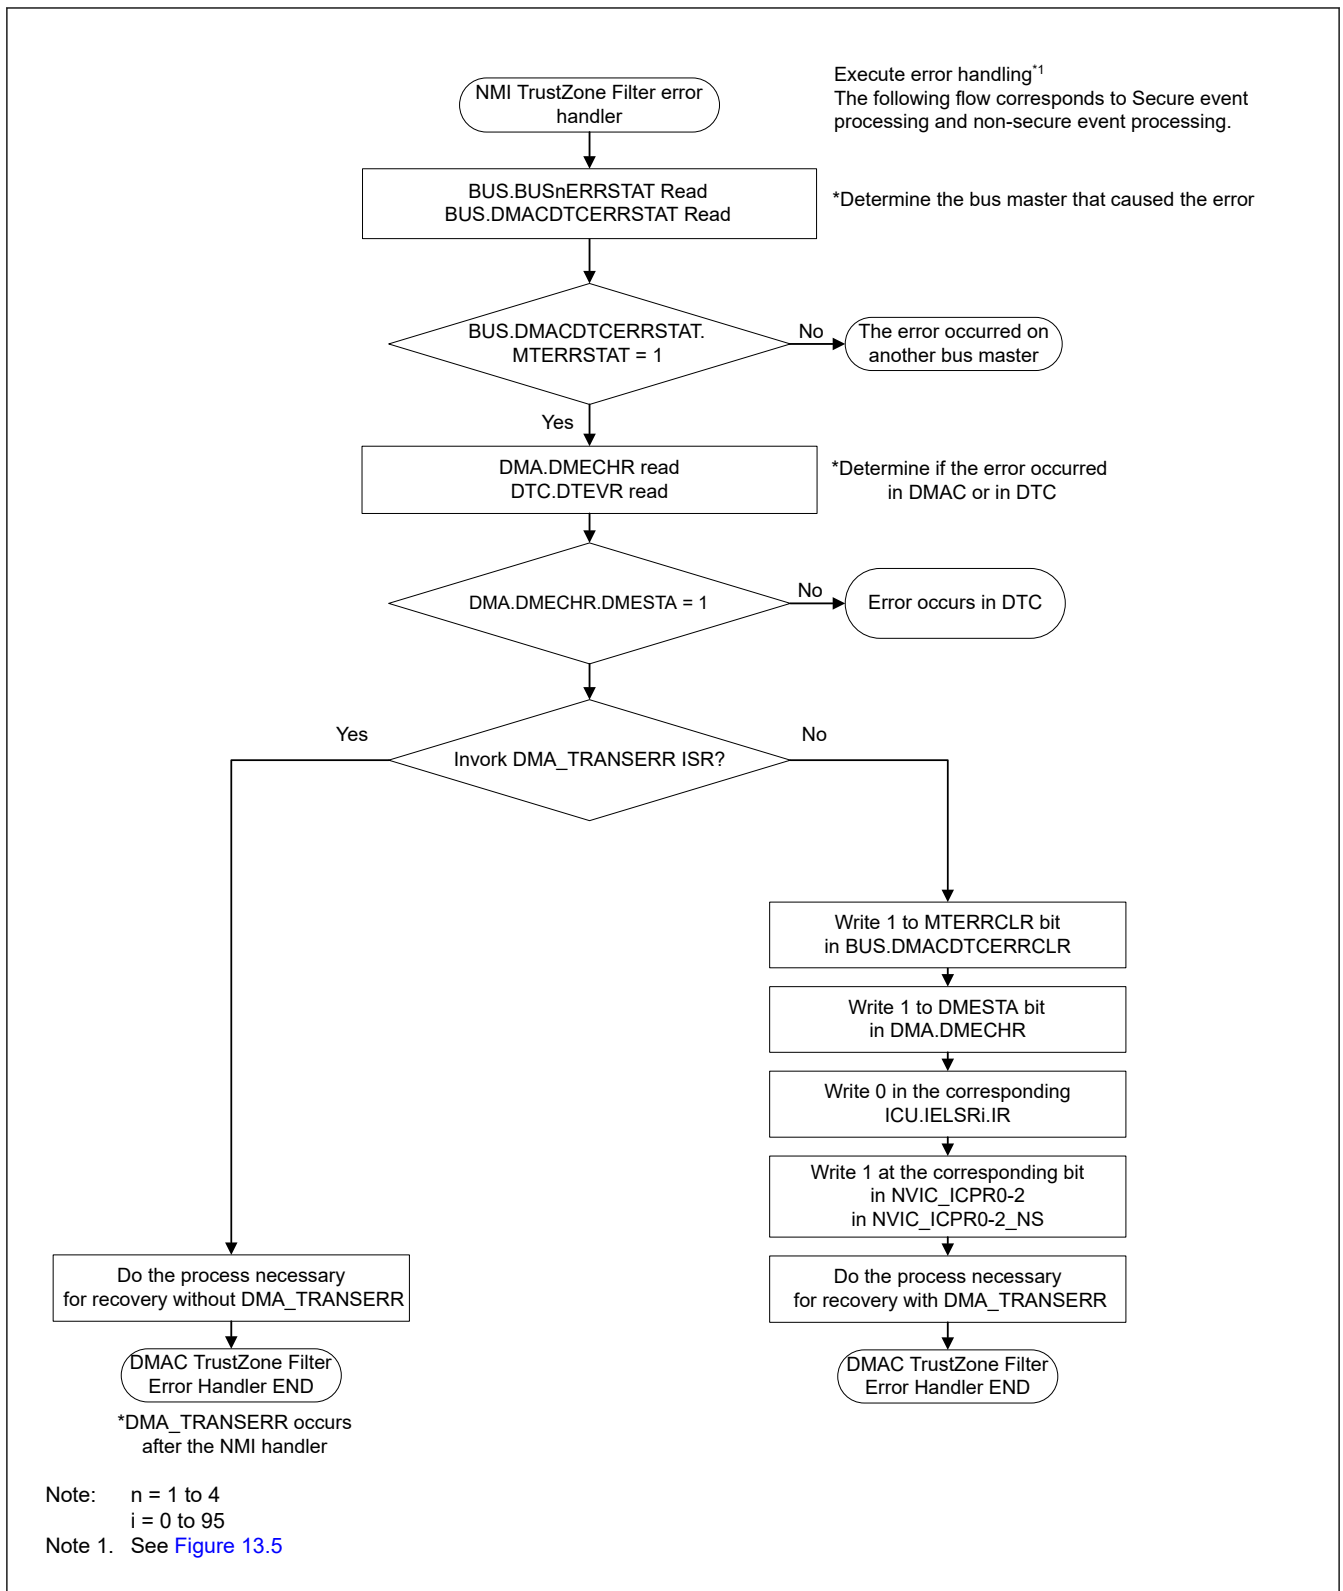 NMI TrustZone Filter error
handler
Execute error handling*1
The following flow corresponds to Secure event
processing and non-secure event processing.
BUS.BUSnERRSTAT Read
BUS.DMACDTCERRSTAT Read
*Determine the bus master that caused the error
BUS.DMACDTCERRSTAT.
MTERRSTAT = 1
No
The error occurred on
another bus master
Yes
DMA.DMECHR read
DTC.DTEVR read
*Determine if the error occurred
in DMAC or in DTC
DMA.DMECHR.DMESTA = 1
No
Error occurs in DTC
Yes
Invork DMA_TRANSERR ISR?
No
Write 1 to MTERRCLR bit
in BUS.DMACDTCERRCLR
Write 1 to DMESTA bit
in DMA.DMECHR
Write 0 in the corresponding
ICU.IELSRi.IR
Write 1 at the corresponding bit
in NVIC_ICPR0-2
in NVIC_ICPR0-2_NS
Do the process necessary
for recovery without DMA_TRANSERR
Do the process necessary
for recovery with DMA_TRANSERR
DMAC TrustZone Filter
Error Handler END
DMAC TrustZone Filter
Error Handler END
*DMA_TRANSERR occurs
after the NMI handler
Note: n = 1 to 4
i = 0 to 95
Note 1. See Figure 13.5